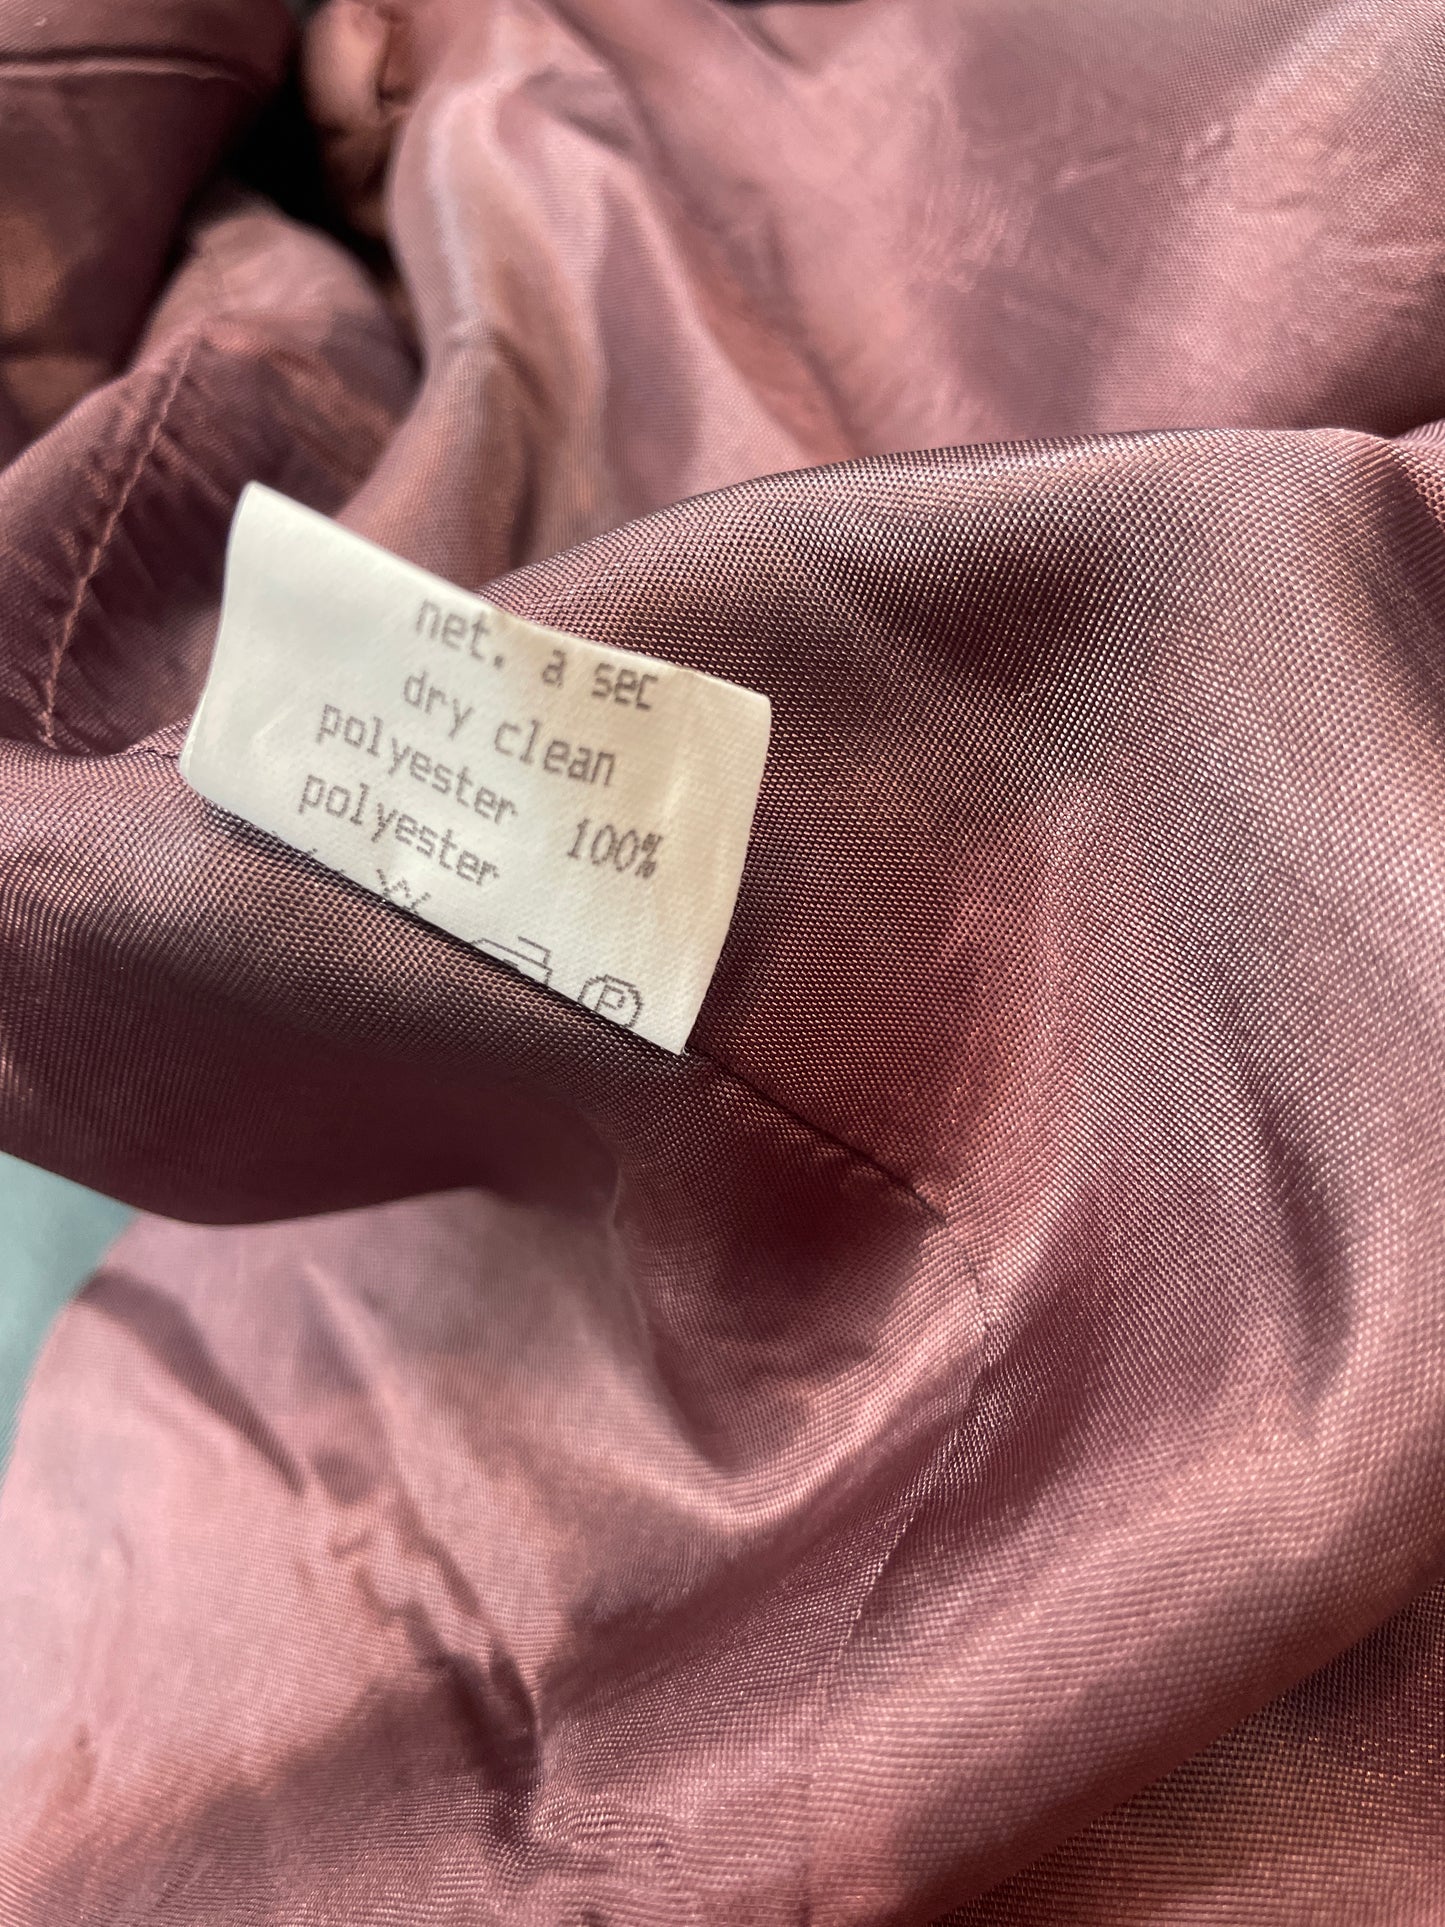 net. a sec
dry clean
polyester 100%
polyester
P